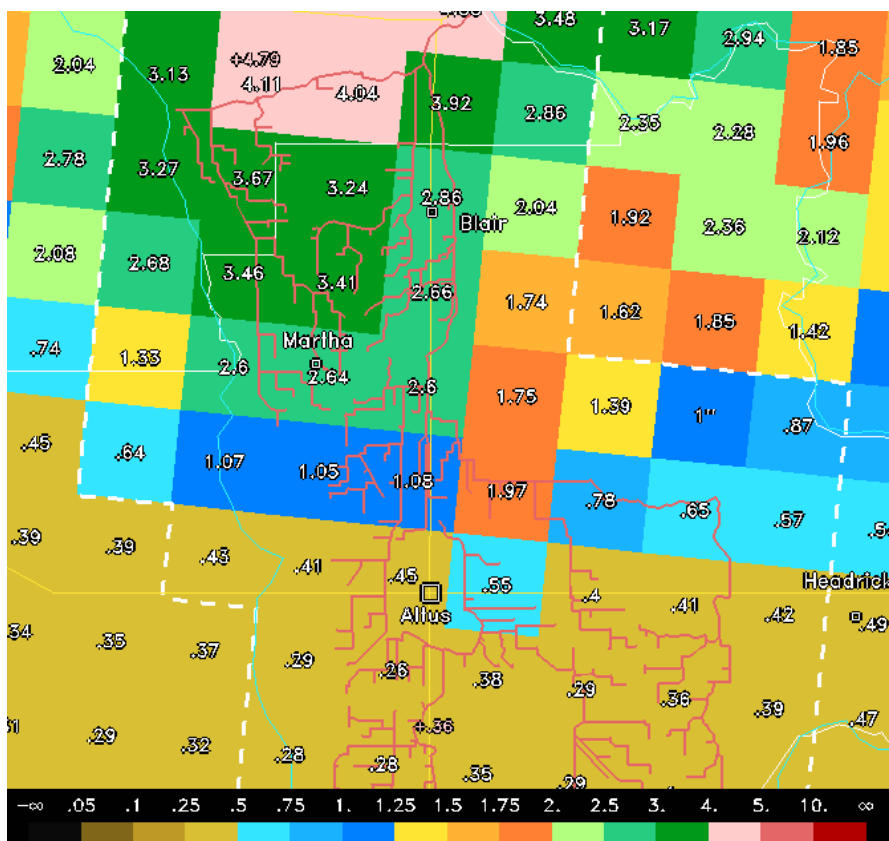 3.48 3.17 2.94 1.85
2.04 3.13 +4.79
4.11 4.04 3.92 2.86 2.35 2.28 1.96
2.78 3.27 3.67 3.24 2.86 2.04 1.92 2.36 2.12
Blair
2.08 2.68 3.46 3.41 2.66 1.74 1.62 1.85 1.42
Martha
.74 1.33 2.6 2.64 2.6 1.75 1.39 1" .87
.45 .64 1.07 1.05 1.08 1.97 .78 .65 .57
.39 .39 .43 .41 .45 .55 .4 .41 .42 .49
Headrick
Altus
.34 .35 .37 .29 .26 .38 .29 .36 .39 .47
.29 .32 .28 +.36
.28 .35 .29
-∞ .05 .1 .25 .5 .75 1. 1.25 1.5 1.75 2. 2.5 3. 4. 5. 10. ∞